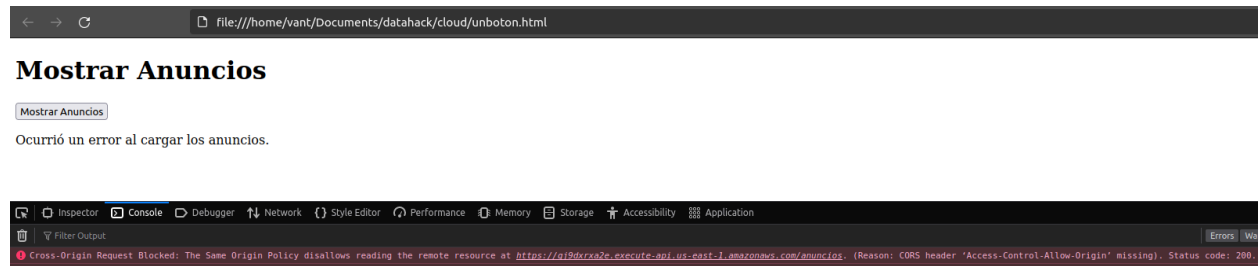 file:///home/vant/Documents/datahack/cloud/unboton.html
Mostrar Anuncios
Mostrar Anuncios
Ocurrió un error al cargar los anuncios.
Inspector Console Debugger Network Style Editor Performance Memory Storage Accessibility Application
Filter Output Errors Wa
Cross-Origin Request Blocked: The Same Origin Policy disallows reading the remote resource at https://gj9dxrxa2e.execute-api.us-east-1.amazonaws.com/anuncios. (Reason: CORS header ‘Access-Control-Allow-Origin’ missing). Status code: 200.